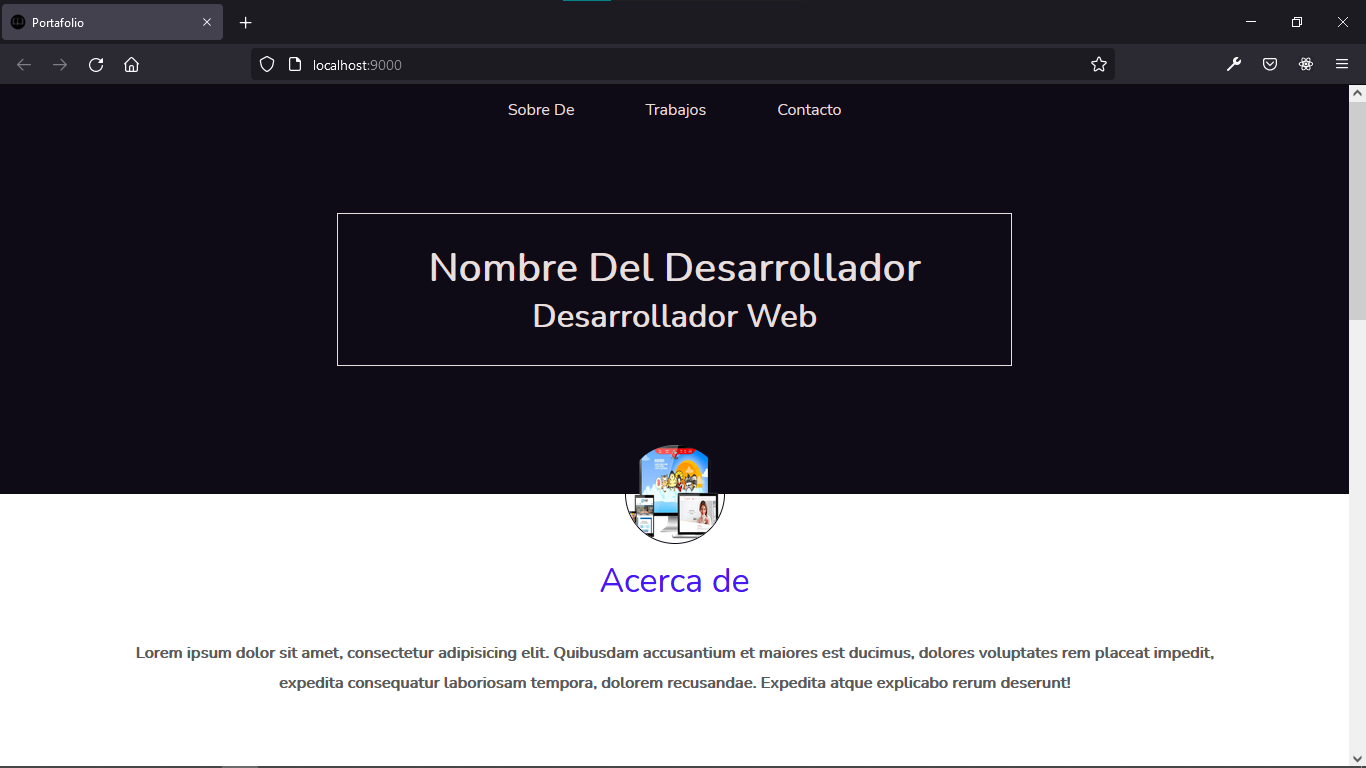 Portafolio
localhost:9000
Sobre De Trabajos Contacto
Nombre Del Desarrollador
Desarrollador Web
Acerca de
Lorem ipsum dolor sit amet, consectetur adipisicing elit. Quibusdam accusantium et maiores est ducimus, dolores voluptates rem placeat impedit,
expedita consequatur laboriosam tempora, dolorem recusandae. Expedita atque explicabo rerum deserunt!